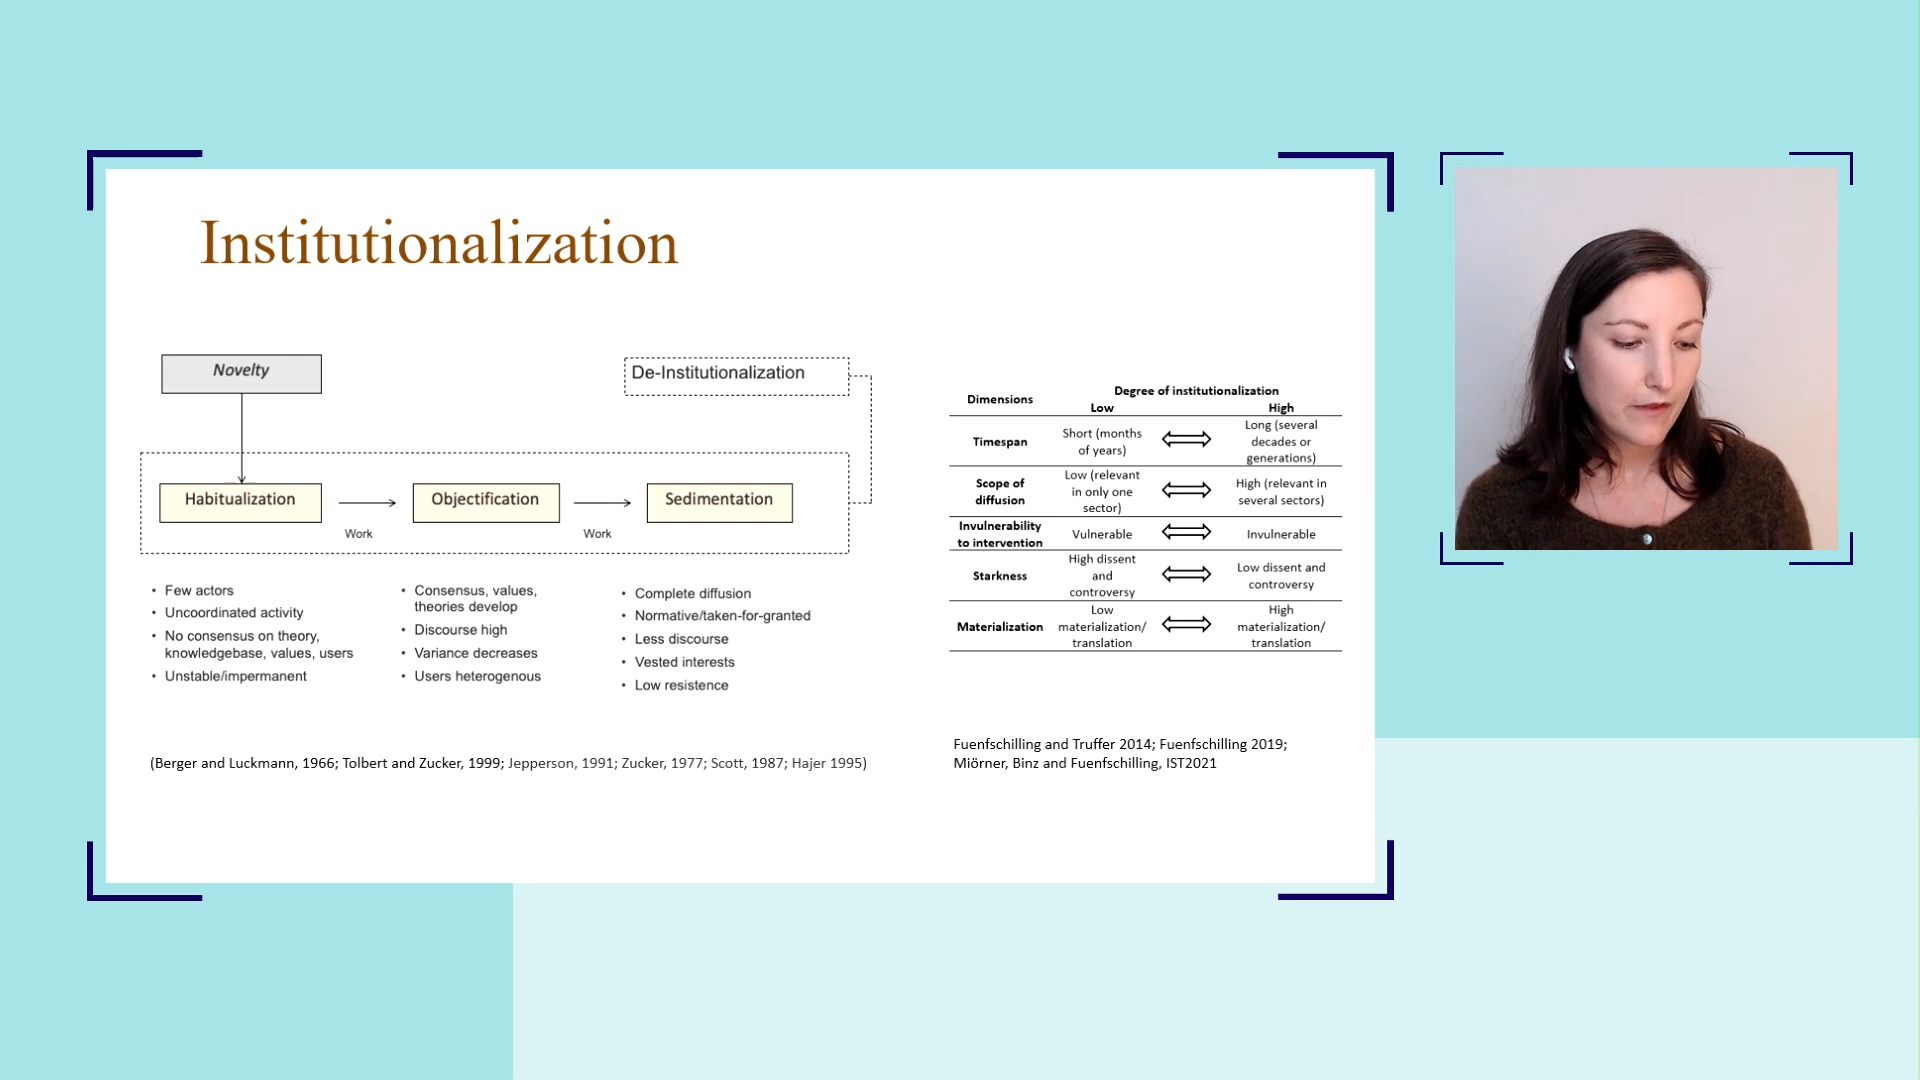 Institutionalization
Novelty
De-Institutionalization
Habitualization
Objectification
Sedimentation
Work
Work
• Few actors
• Uncoordinated activity
• No consensus on theory,
knowledgebase, values, users
• Unstable/impermanent
• Consensus, values,
theories develop
• Discourse high
• Variance decreases
• Users heterogenous
• Complete diffusion
• Normative/taken-for-granted
• Less discourse
• Vested interests
• Low resistence
(Berger and Luckmann, 1966; Tolbert and Zucker, 1999; Jepperson, 1991; Zucker, 1977; Scott, 1987; Hajer 1995)
Dimensions
Degree of institutionalization
Low
High
Timespan
Short (months
of years)
Long (several
decades or
generations)
Scope of
diffusion
Low (relevant
in only one
sector)
High (relevant in
several sectors)
Invulnerability
to intervention
Vulnerable
Invulnerable
Starkness
High dissent
and
controversy
Low dissent and
controversy
Materialization
Low
materialization/
translation
High
materialization/
translation
Fuenfschilling and Truffer 2014; Fuenfschilling 2019;
Miörner, Binz and Fuenfschilling, IST2021